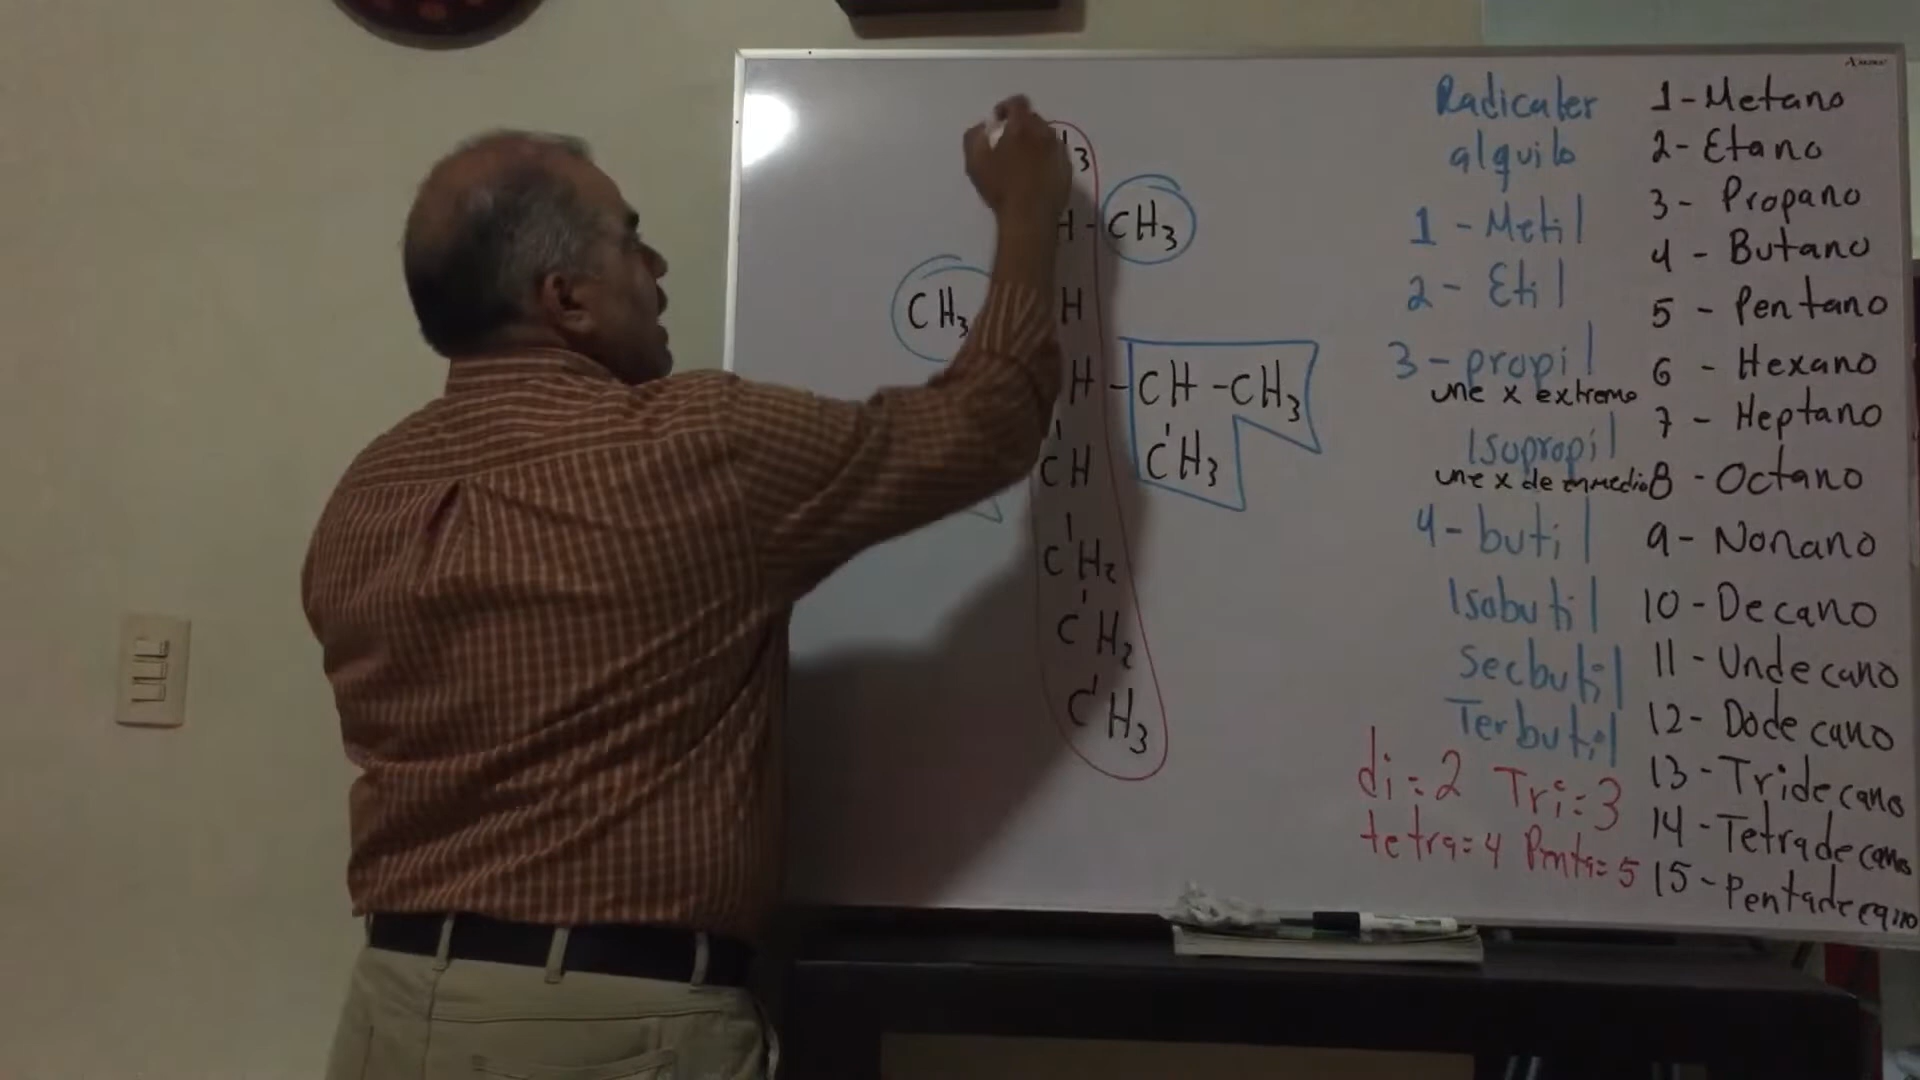 H3
H - CH3
CH3 H
H - CH - CH3
CH CH3
CH2
CH2
CH3
Radicales
alquilo
1 - Metil
2 - Etil
3 - propil
une x extremo
Isopropil
une x de enmedio
4 - butil
Isobutil
Secbutil
Terbutil
di = 2 Tri = 3
tetra = 4 Penta = 5
1 - Metano
2 - Etano
3 - Propano
4 - Butano
5 - Pentano
6 - Hexano
7 - Heptano
8 - Octano
9 - Nonano
10 - Decano
11 - Undecano
12 - Dodecano
13 - Tridecano
14 - Tetradecano
15 - Pentadecano